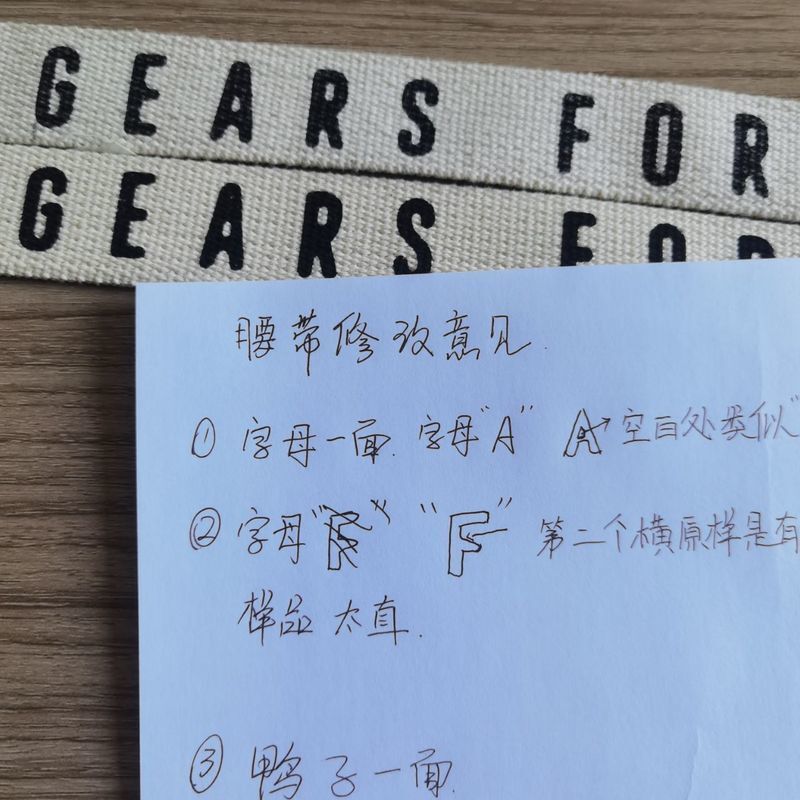 GEARS FOR
GEARS FOR
腰带修改意见.
① 字母一面. 字母"A" A 空白处类似"
② 字母" " "F" 第二个横原样是有
样品太直.
③ 鸭子一面.